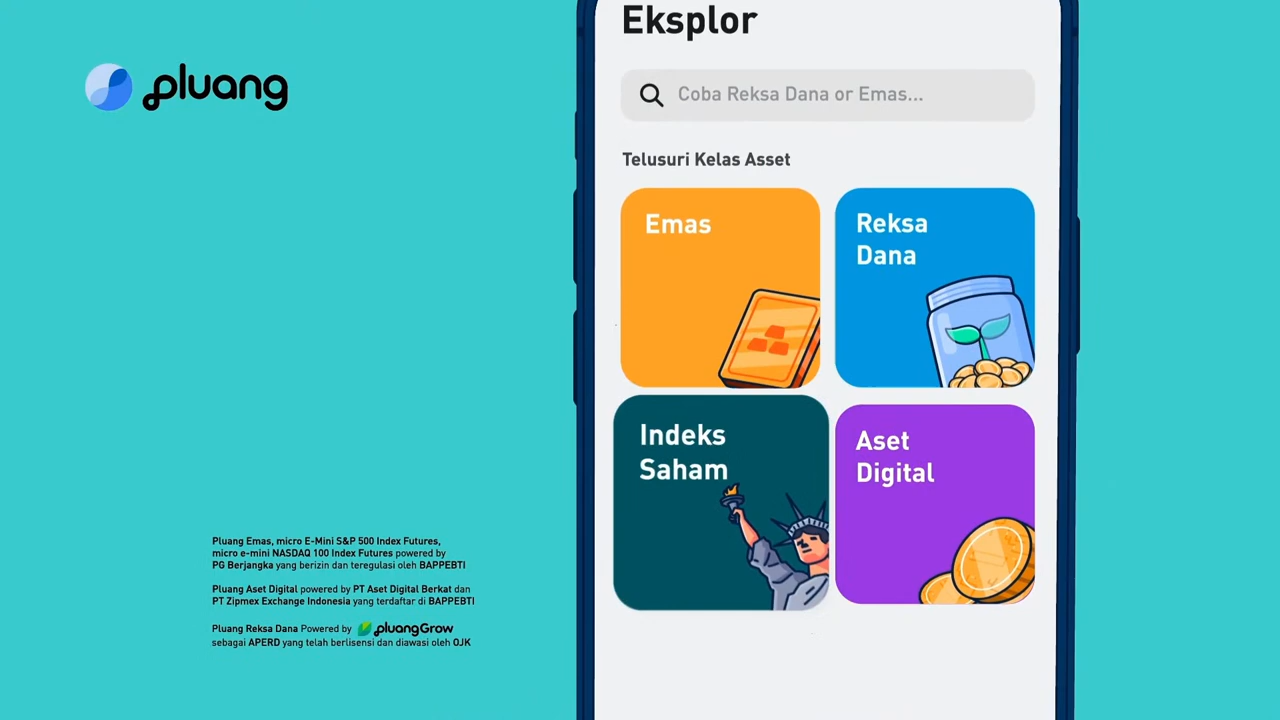 pluang
Eksplor
Coba Reksa Dana or Emas...
Telusuri Kelas Asset
Emas
Reksa
Dana
Indeks
Saham
Aset
Digital
Pluang Emas, micro E-Mini S&P 500 Index Futures,
micro e-mini NASDAQ 100 Index Futures powered by
PG Berjangka yang berizin dan teregulasi oleh BAPPEBTI
Pluang Aset Digital powered by PT Aset Digital Berkat dan
PT Zipmex Exchange Indonesia yang terdaftar di BAPPEBTI
Pluang Reksa Dana Powered by pluangGrow
sebagai APERD yang telah berlisensi dan diawasi oleh OJK